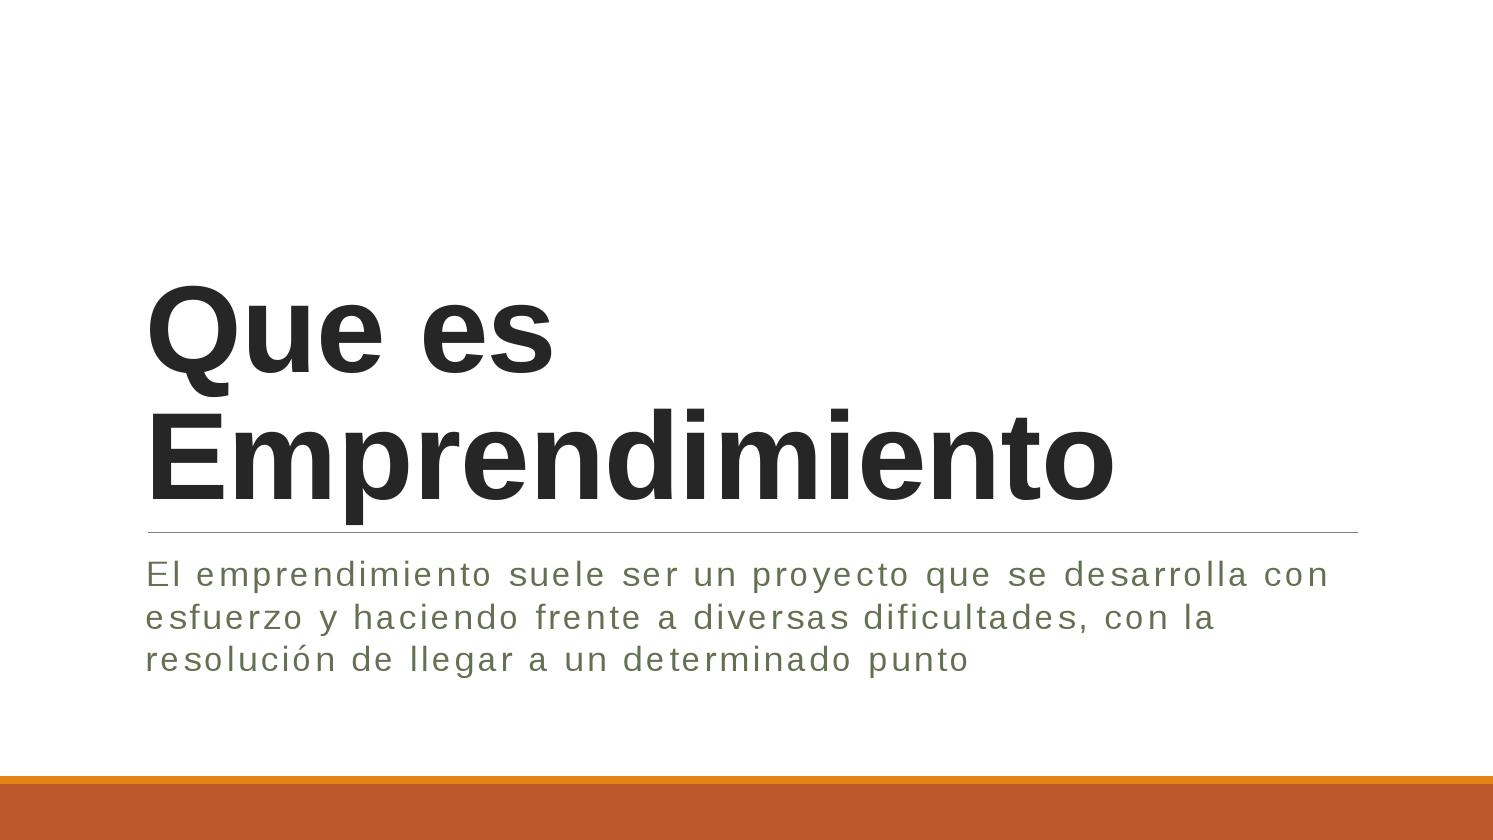 Que es
Emprendimiento
El emprendimiento suele ser un proyecto que se desarrolla con
esfuerzo y haciendo frente a diversas dificultades, con la
resolución de llegar a un determinado punto